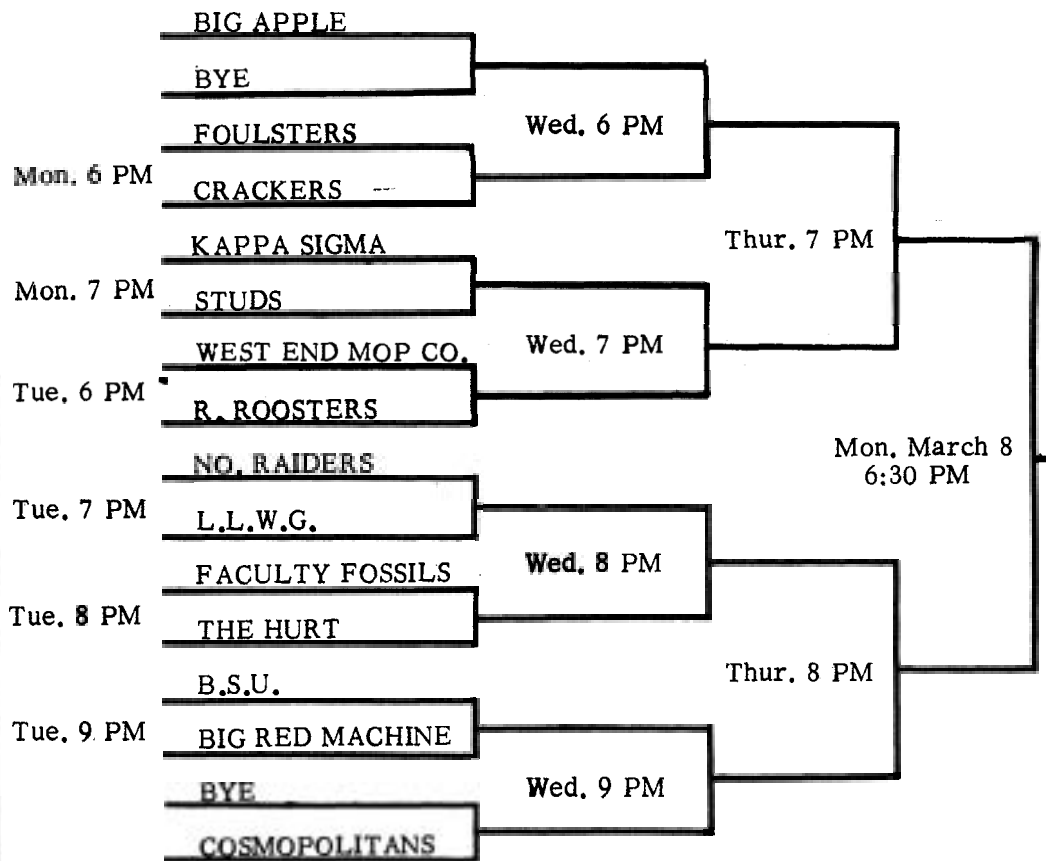 BIG APPLE
BYE
Wed. 6 PM
FOULSTERS
Mon. 6 PM
CRACKERS
Thur. 7 PM
KAPPA SIGMA
Mon. 7 PM
STUDS
Wed. 7 PM
WEST END MOP CO.
Tue. 6 PM
R. ROOSTERS
Mon. March 8
6:30 PM
NO. RAIDERS
Tue. 7 PM
L.L.W.G.
Wed. 8 PM
FACULTY FOSSILS
Tue. 8 PM
THE HURT
Thur. 8 PM
B.S.U.
Tue. 9 PM
BIG RED MACHINE
Wed. 9 PM
BYE
COSMOPOLITANS